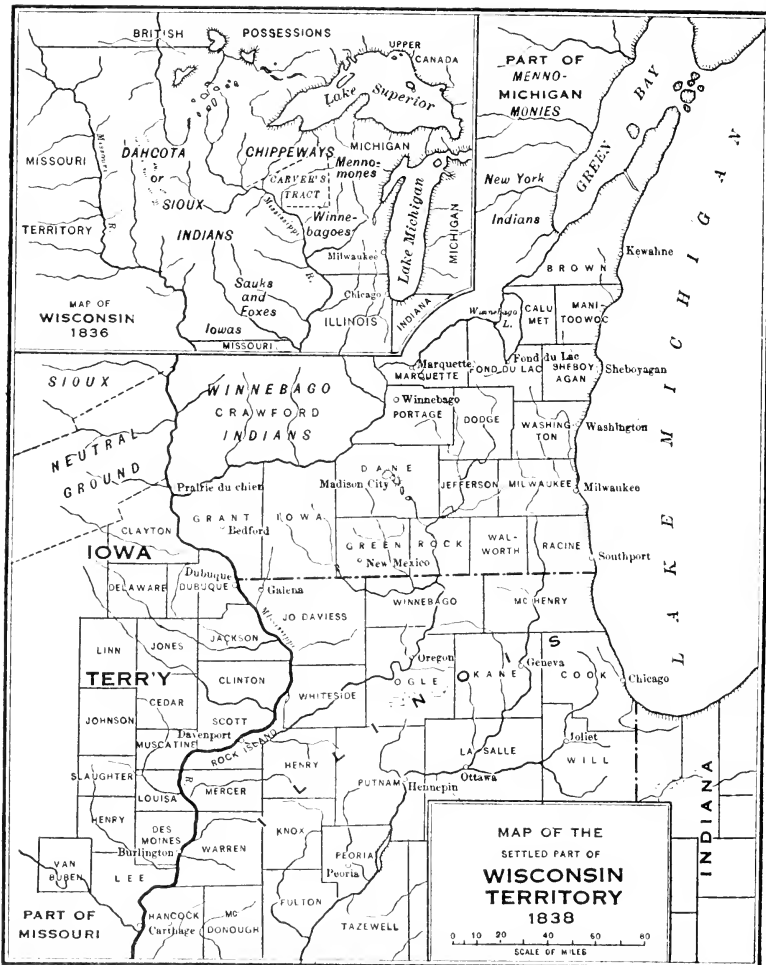 BRITISH POSSESSIONS
UPPER
CANADA
Lake Superior
MISSOURI
TERRITORY
Missouri
R.
DAHCOTA
or
SIOUX
INDIANS
CHIPPEWAYS
CARVER'S
TRACT
Mississippi
R.
MICHIGAN
Menno-
mones
Winne-
bagoes
Milwaukee
Lake Michigan
MICHIGAN
Sauks
and
Foxes
Chicago
Iowas
ILLINOIS
INDIANA
MISSOURI
MAP OF
WISCONSIN
1836
PART OF
MENNO-
MICHIGAN
MONIES
GREEN BAY
New York
Indians
LAKE MICHIGAN
Kewahne
BROWN
Winnebago
L.
CALU
MET
MANI-
TOOWOC
Marquette
MARQUETTE
Fond du Lac
FOND DU LAC
SHEBOY
AGAN
Sheboyagan
SIOUX
WINNEBAGO
CRAWFORD
INDIANS
Winnebago
PORTAGE
DODGE
WASHING
TON
Washington
NEUTRAL
GROUND
Prairie du chien
DANE
Madison City
JEFFERSON
MILWAUKEE
Milwaukee
GRANT
Bedford
IOWA
CLAYTON
IOWA
GREEN
New Mexico
ROCK
WAL-
WORTH
RACINE
Southport
DELAWARE
Dubuque
DUBUQUE
Galena
Mississippi
JO DAVIESS
WINNEBAGO
MC HENRY
LINN
JONES
JACKSON
TERR'Y
CLINTON
WHITESIDE
Oregon
OGLE
KANE
Geneva
COOK
Chicago
ILLINOIS
JOHNSON
CEDAR
SCOTT
Davenport
MUSCATINE
ROCK ISLAND
R.
LA SALLE
Ottawa
Joliet
WILL
SLAUGHTER
LOUISA
MERCER
HENRY
PUTNAM
Hennepin
HENRY
DES
MOINES
Burlington
WARREN
KNOX
PEORIA
Peoria
VAN
BUREN
LEE
PART OF
MISSOURI
HANCOCK
Carthage
MC
DONOUGH
FULTON
TAZEWELL
INDIANA
MAP OF THE
SETTLED PART OF
WISCONSIN
TERRITORY
1838
0 10 20 40 60 80
SCALE OF MILES